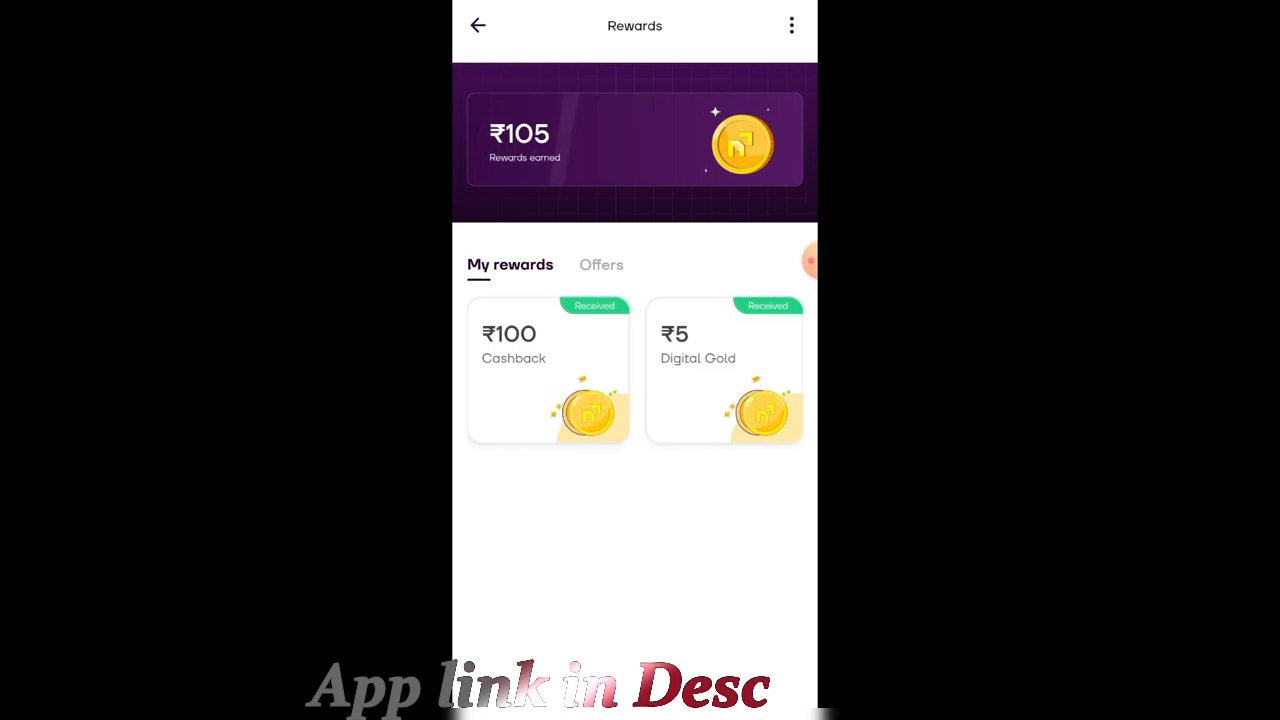 Rewards
₹105
Rewards earned
My rewards
Offers
Received
₹100
Cashback
Received
₹5
Digital Gold
App link in Desc